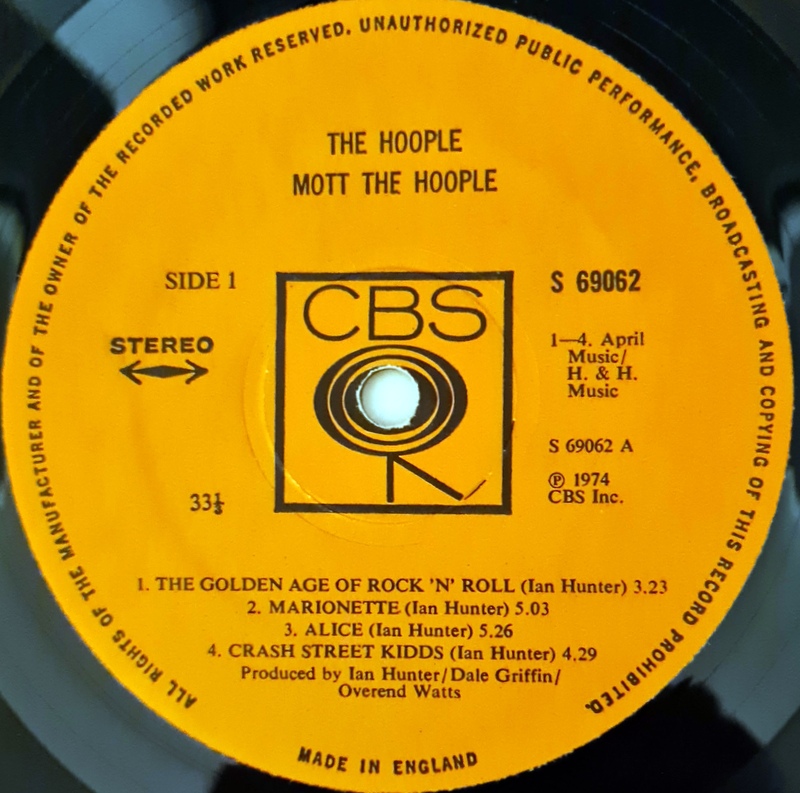 ALL RIGHTS OF THE MANUFACTURER AND OF THE OWNER OF THE RECORDED WORK RESERVED. UNAUTHORIZED PUBLIC PERFORMANCE, BROADCASTING AND COPYING OF THIS RECORD PROHIBITED.
THE HOOPLE
MOTT THE HOOPLE
SIDE 1
CBS
S 69062
STEREO
1—4. April
Music/
H. & H.
Music
S 69062 A
33⅓
℗ 1974
CBS Inc.
1. THE GOLDEN AGE OF ROCK 'N' ROLL (Ian Hunter) 3.23
2. MARIONETTE (Ian Hunter) 5.03
3. ALICE (Ian Hunter) 5.26
4. CRASH STREET KIDDS (Ian Hunter) 4.29
Produced by Ian Hunter/Dale Griffin/
Overend Watts
MADE IN ENGLAND